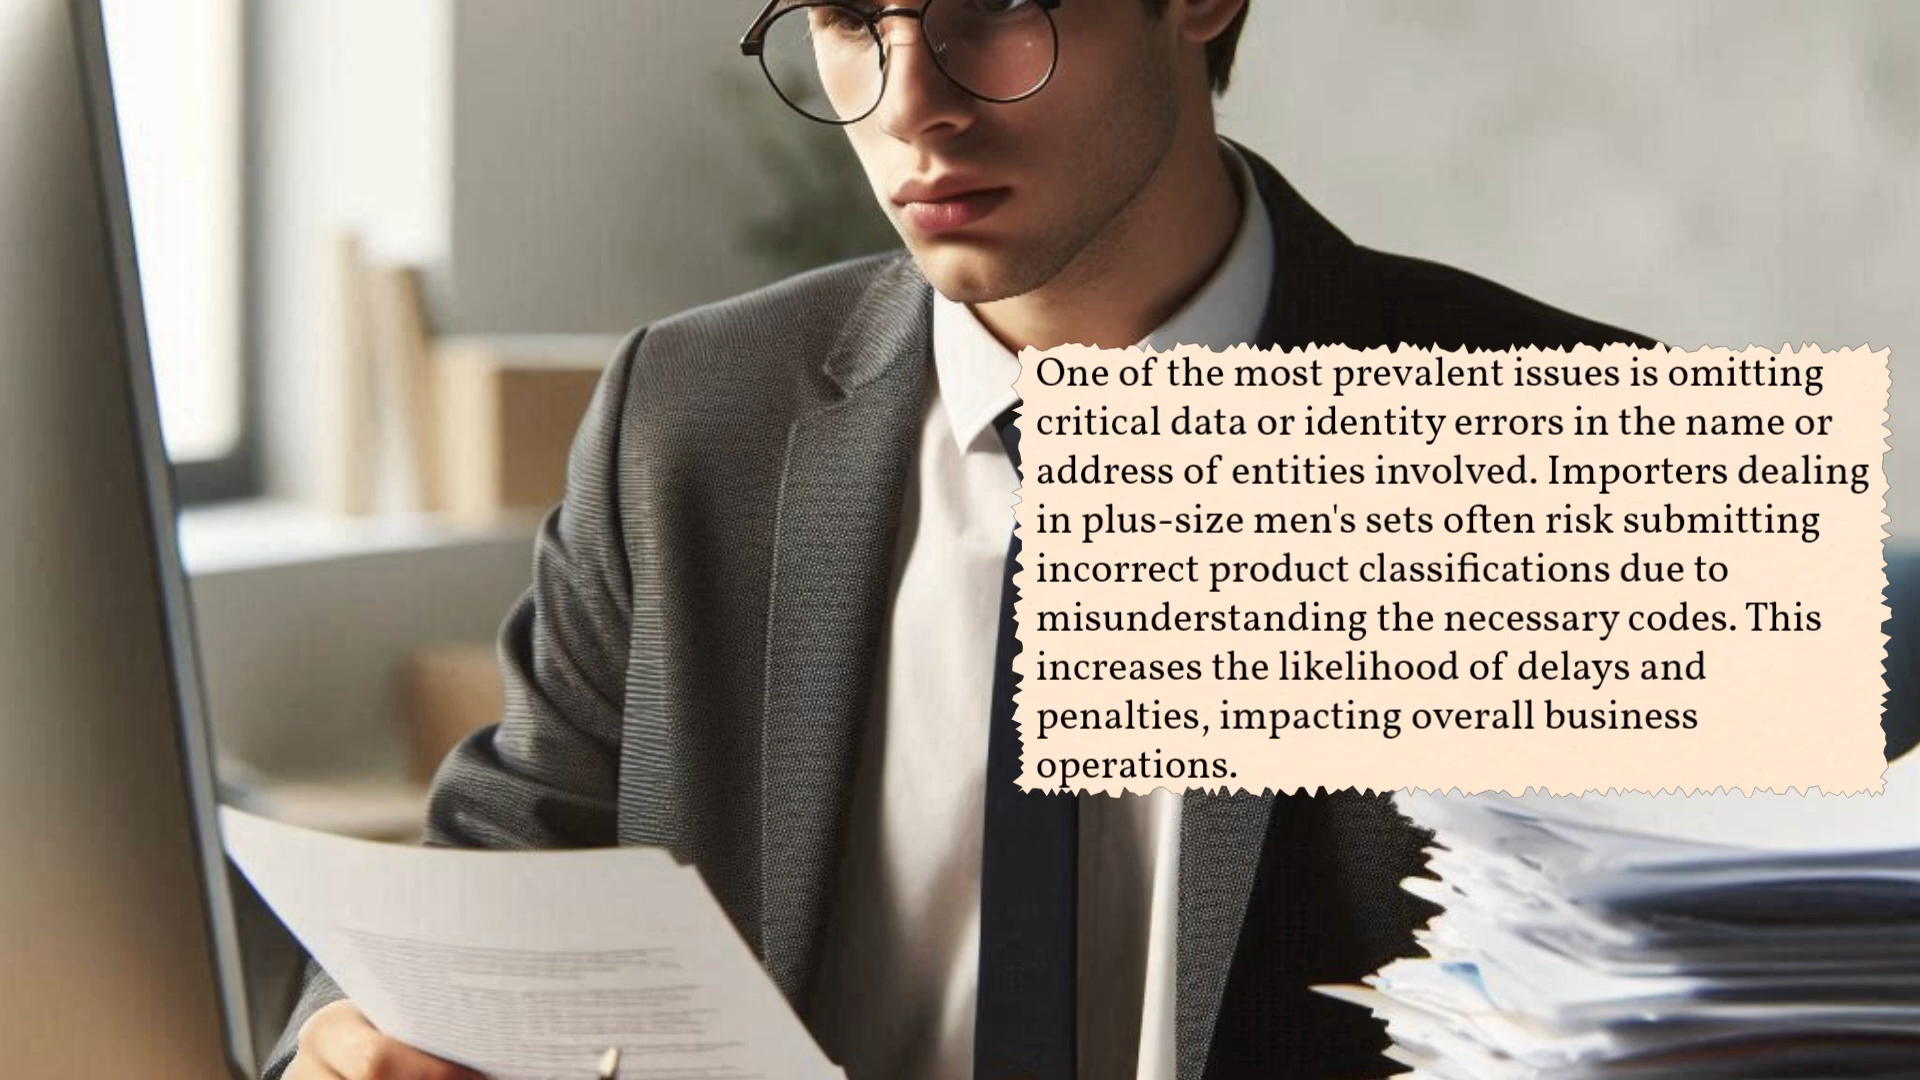 One of the most prevalent issues is omitting
critical data or identity errors in the name or
address of entities involved. Importers dealing
in plus-size men's sets often risk submitting
incorrect product classifications due to
misunderstanding the necessary codes. This
increases the likelihood of delays and
penalties, impacting overall business
operations.